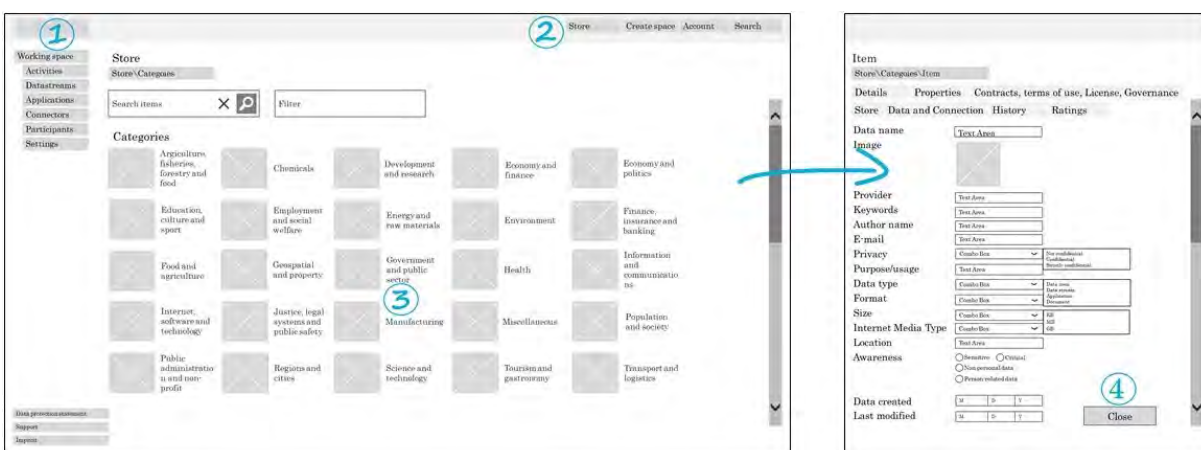 1
2
Store
Create space
Account
Search
Working space
Activities
Datastreams
Applications
Connectors
Participants
Settings
Store
Store\Categoies
Search items
Filter
Categories
Argiculture,
fisheries,
forestry and
food
Chemicals
Development
and research
Economy and
finance
Economy and
politics
Education,
culture and
sport
Employment
and social
welfare
Energy and
raw materials
Environment
Finance,
insurance and
banking
Food and
agriculture
Geospatial
and property
Government
and public
sector
Health
Information
and
communicatio
ns
3
Internet,
software and
technology
Justice, legal
systems and
public safety
Manufacturing
Miscellaneous
Population
and society
Public
administratio
n and non-
profit
Regions and
cities
Science and
technology
Tourism and
gastronomy
Transport and
logistics
Data protection statement
Support
Imprint
Item
Store\Categoies\Item
Details
Properties
Contracts, terms of use, License, Governance
Store
Data and Connection
History
Ratings
Data name
Text Area
Image
Provider
Text Area
Keywords
Text Area
Author name
Text Area
E-mail
Text Area
Privacy
Combo Box
Not confidential
Confidential
Purpose/usage
Text Area
Data type
Combo Box
Data stream
Application
Document
Format
Combo Box
Size
Combo Box
KB
MB
GB
Internet Media Type
Combo Box
Location
Text Area
Awareness
Sensitive
Critical
Non personal data
Person related data
4
Data created
M
D
Y
Last modified
M
D
Y
Close